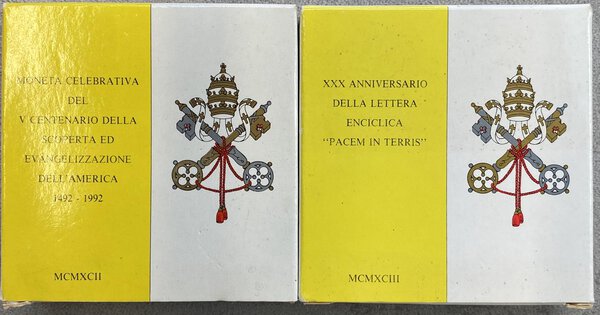 MONETA CELEBRATIVA
DEL
V CENTENARIO DELLA
SCOPERTA ED
EVANGELIZZAZIONE
DELL'AMERICA
1492 - 1992
MCMXCII
XXX ANNIVERSARIO
DELLA LETTERA
ENCICLICA
"PACEM IN TERRIS"
MCMXCIII